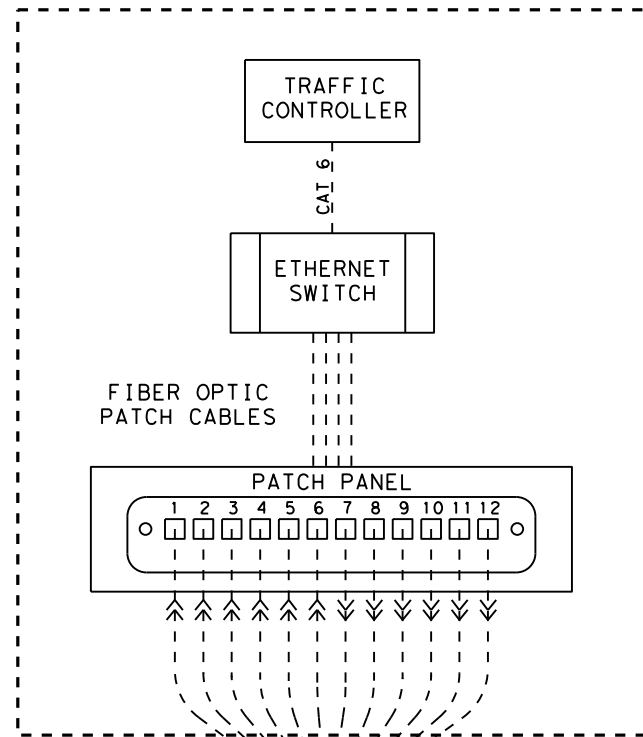 TRAFFIC
CONTROLLER
CAT 6
ETHERNET
SWITCH
FIBER OPTIC
PATCH CABLES
PATCH PANEL
1 2 3 4 5 6 7 8 9 10 11 12